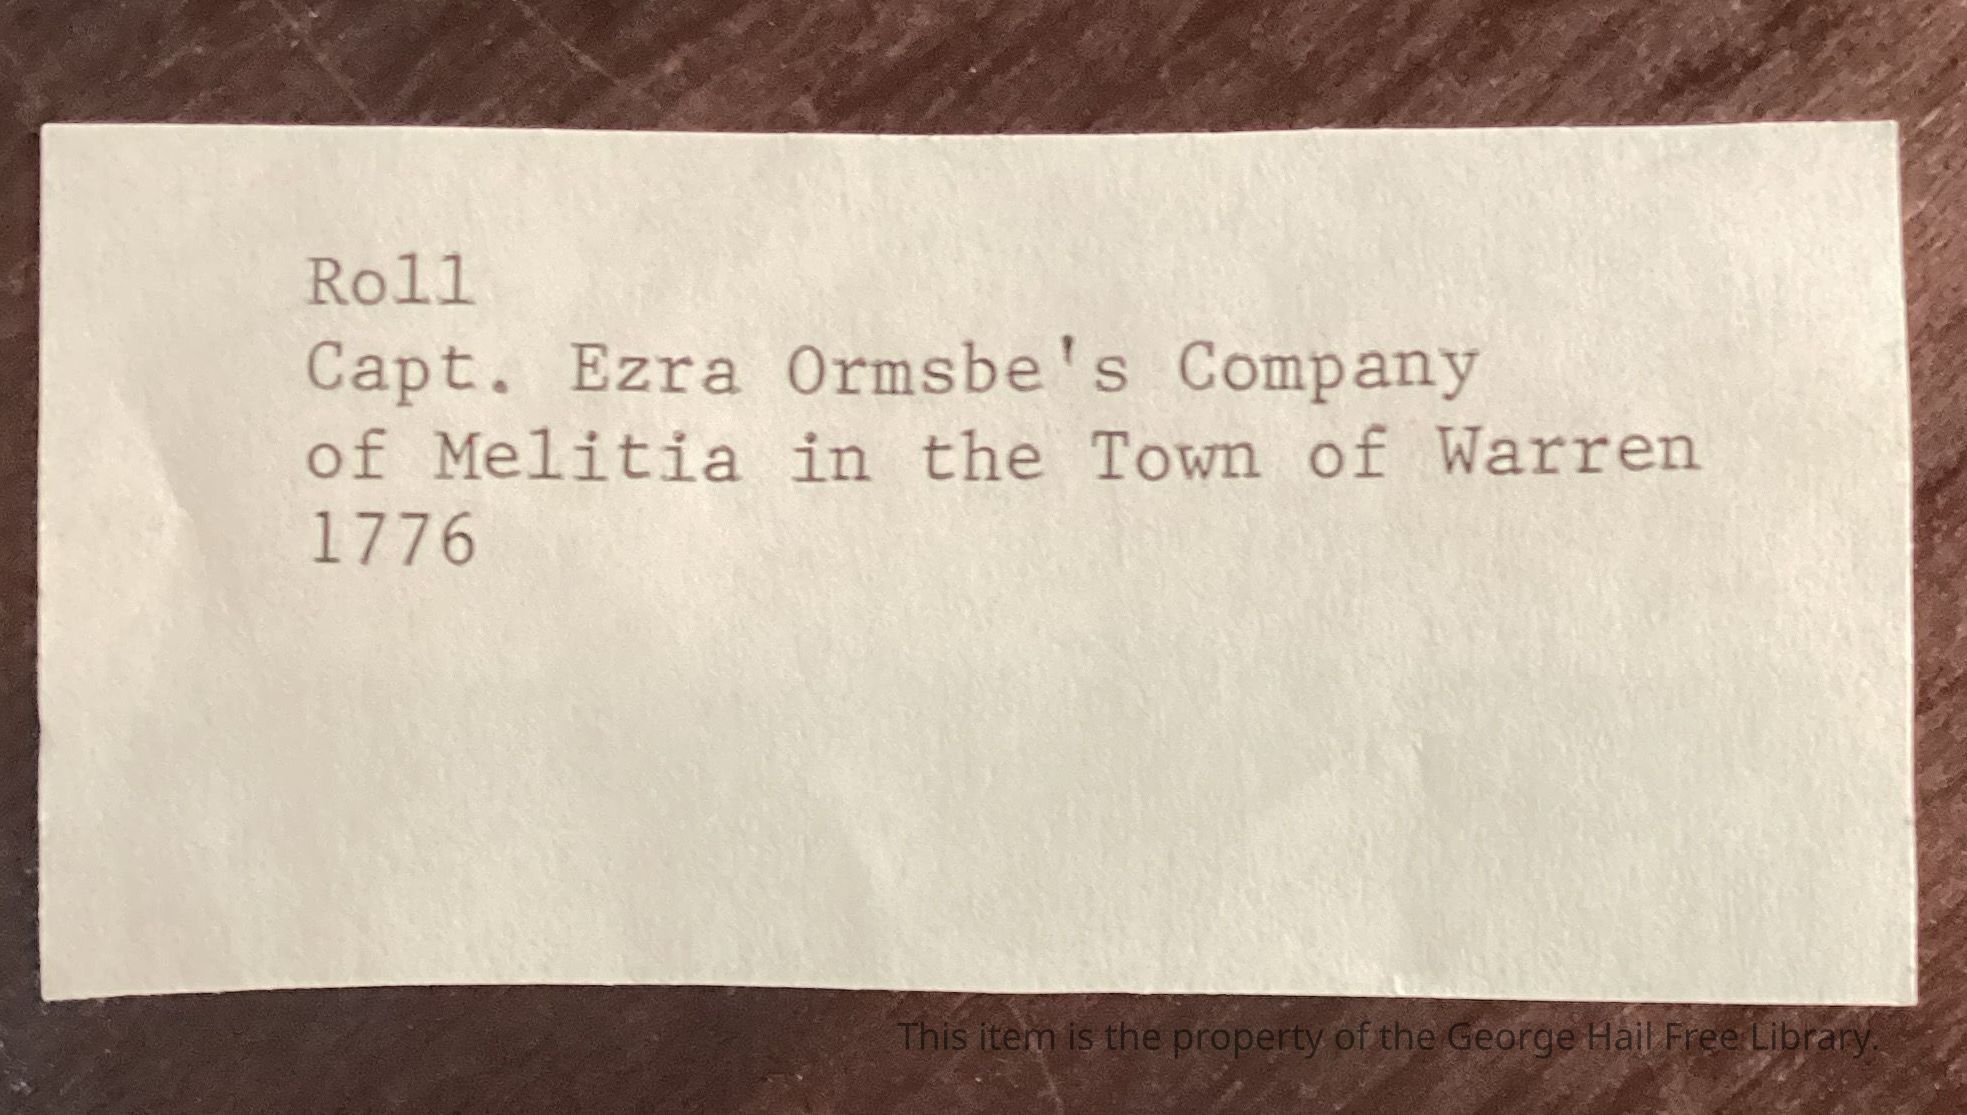 Roll
Capt. Ezra Ormsbe's Company
of Melitia in the Town of Warren
1776
This item is the property of the George Hail Free Library.